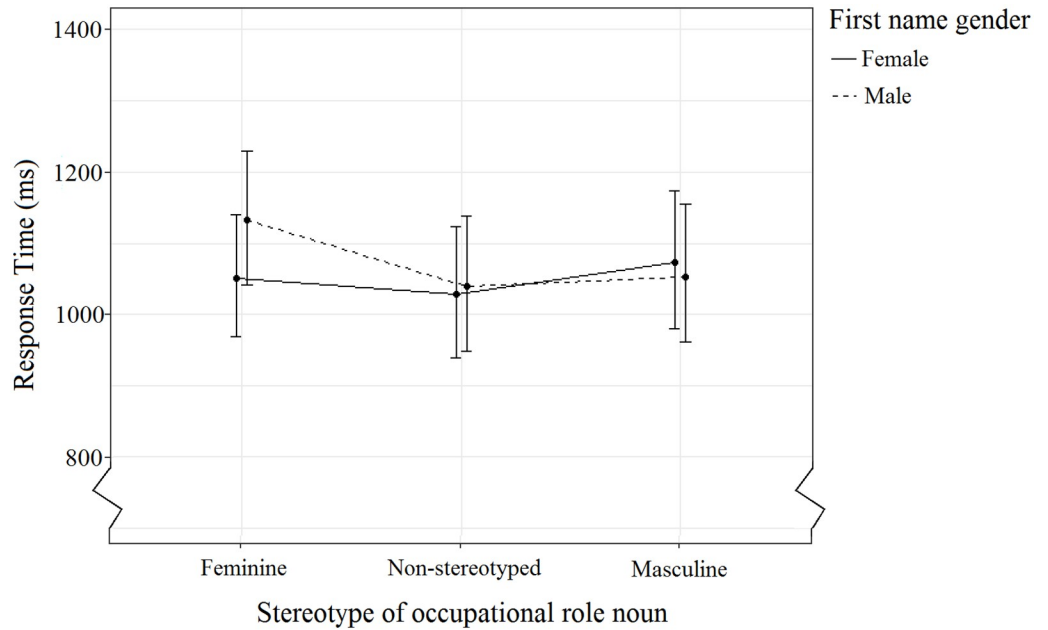 First name gender
Female
Male
Response Time (ms)
1400
1200
1000
800
Feminine
Non-stereotyped
Masculine
Stereotype of occupational role noun